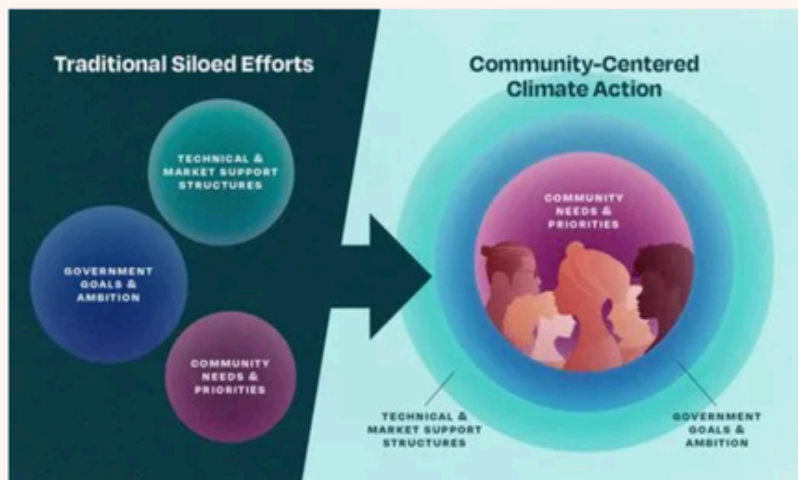 Traditional Siloed Efforts
TECHNICAL &
MARKET SUPPORT
STRUCTURES
GOVERNMENT
GOALS &
AMBITION
COMMUNITY
NEEDS &
PRIORITIES
Community-Centered
Climate Action
COMMUNITY
NEEDS &
PRIORITIES
TECHNICAL &
MARKET SUPPORT
STRUCTURES
GOVERNMENT
GOALS &
AMBITION